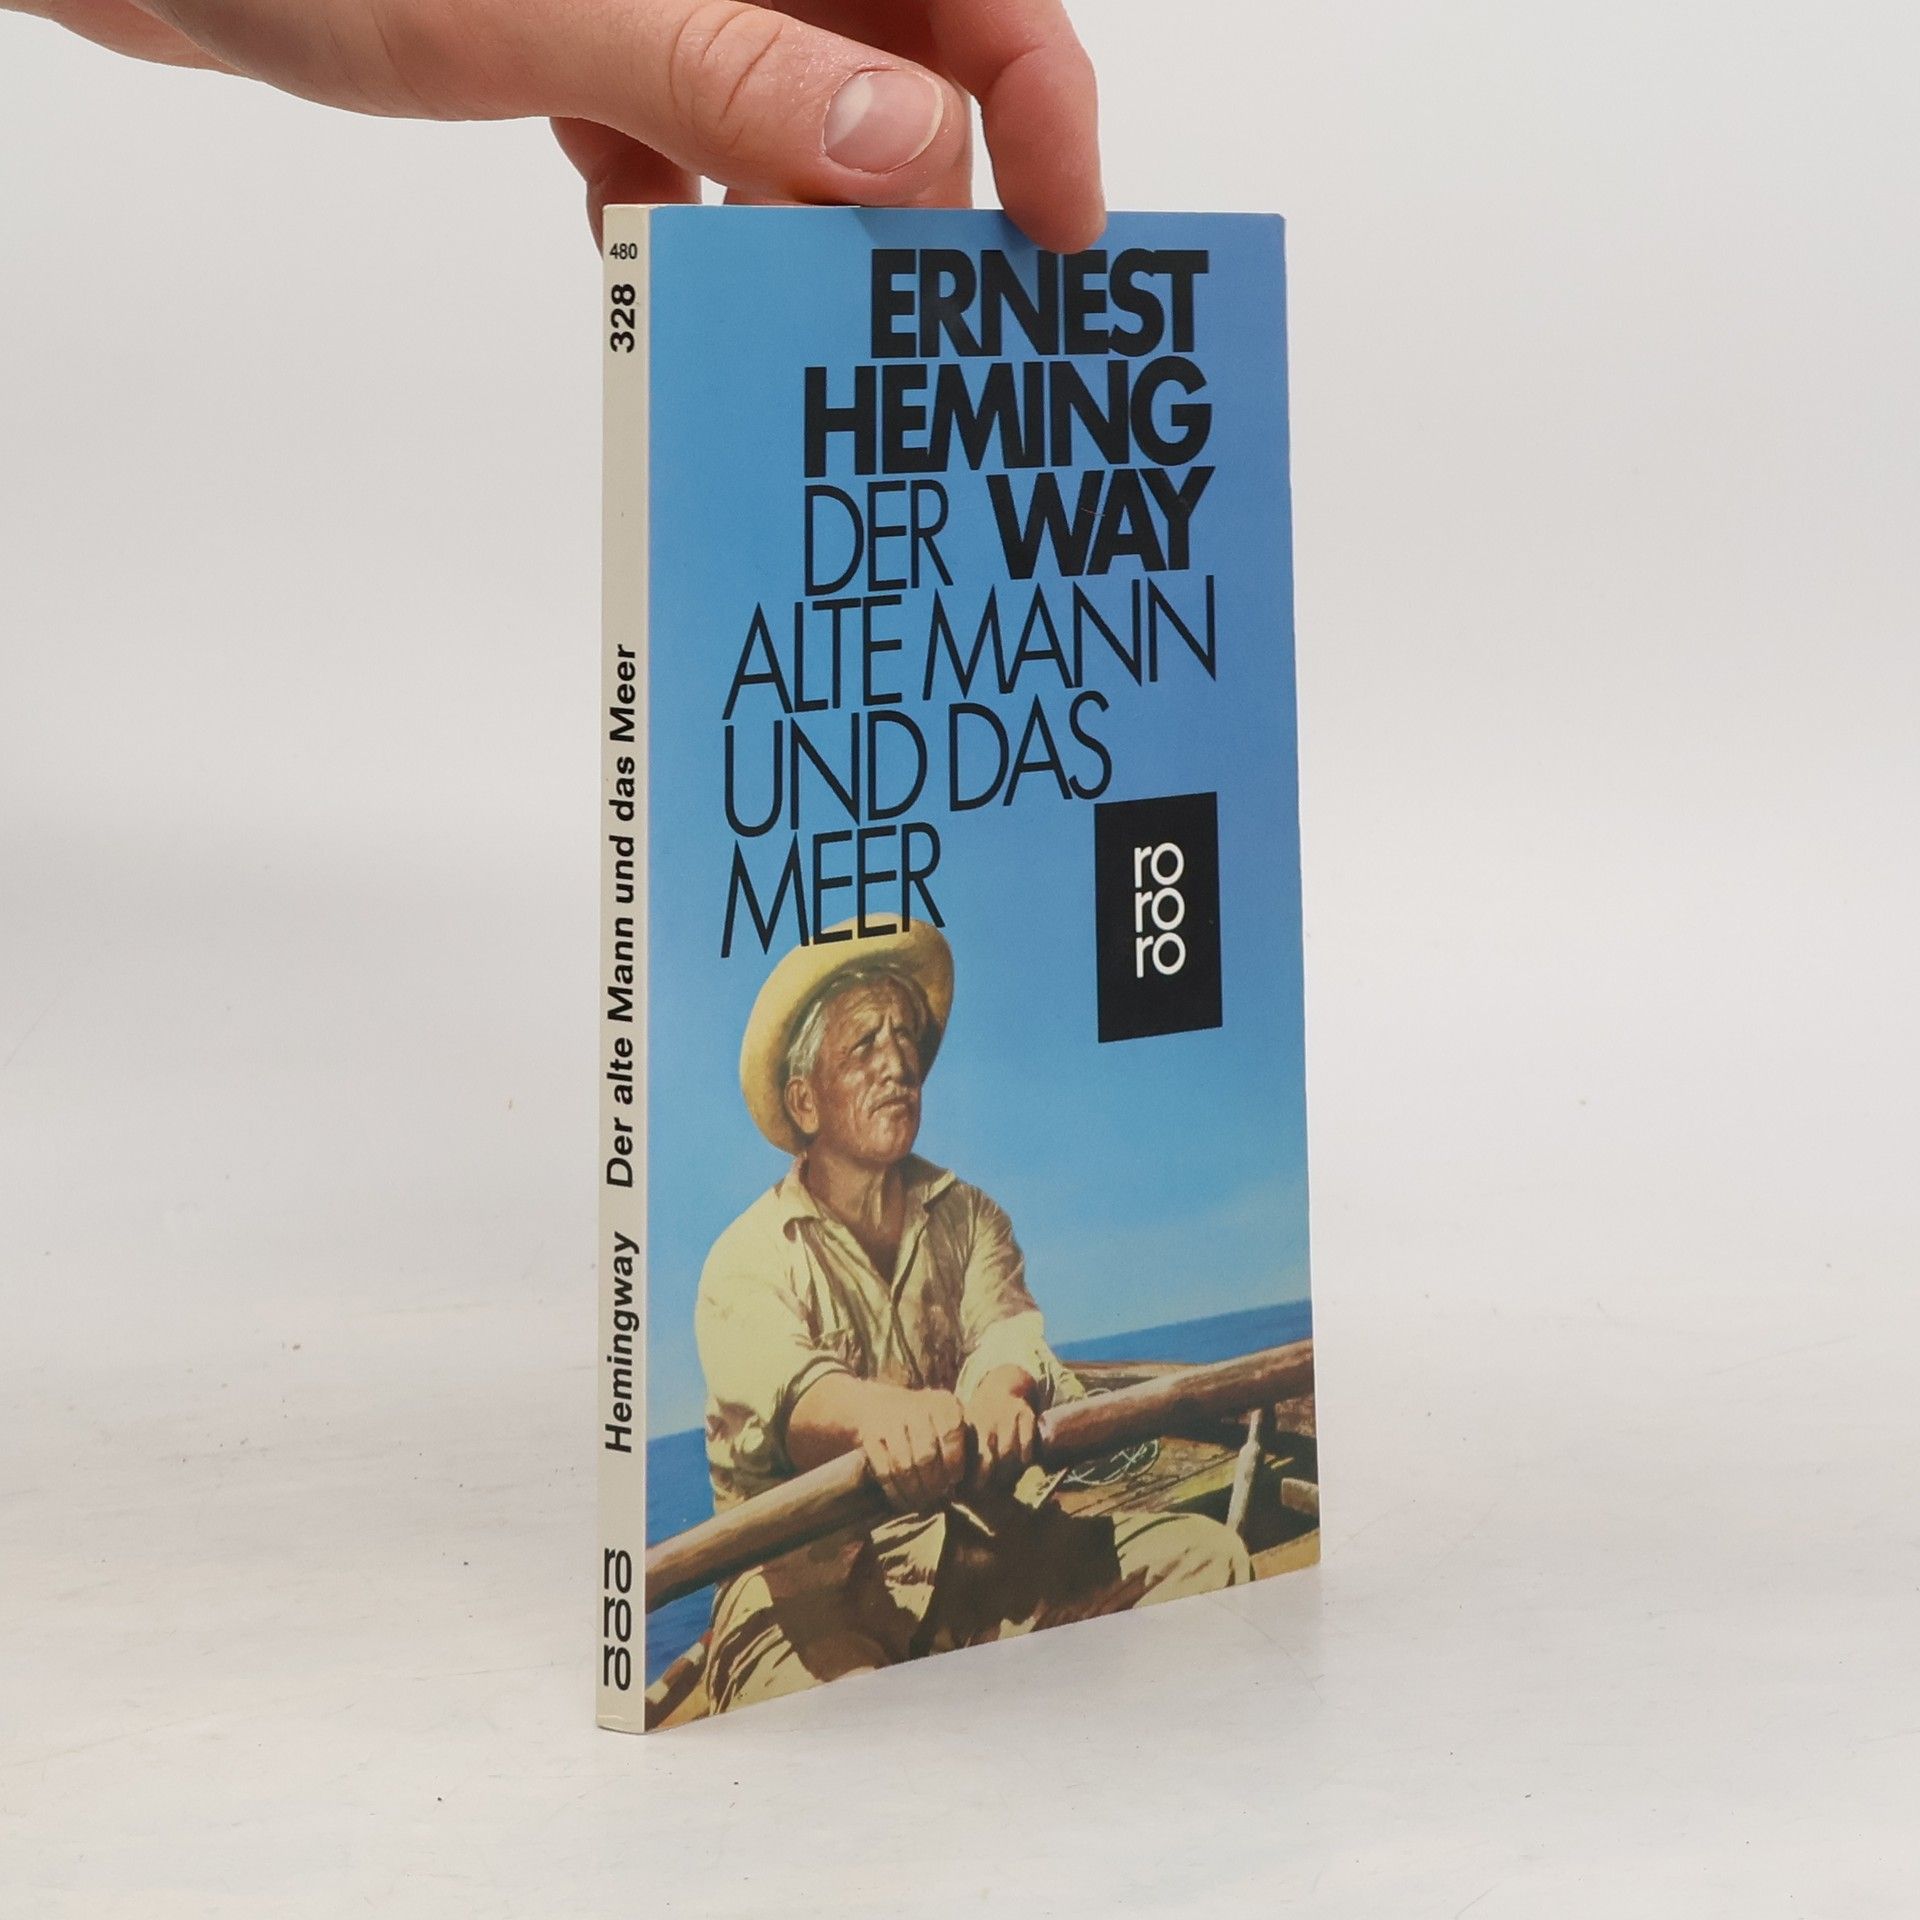 480
328
Hemingway Der alte Mann und das Meer
ro
ro
ro
ERNEST
HEMING
DER WAY
ALTE MANN
UND DAS
MEER
ro
ro
ro